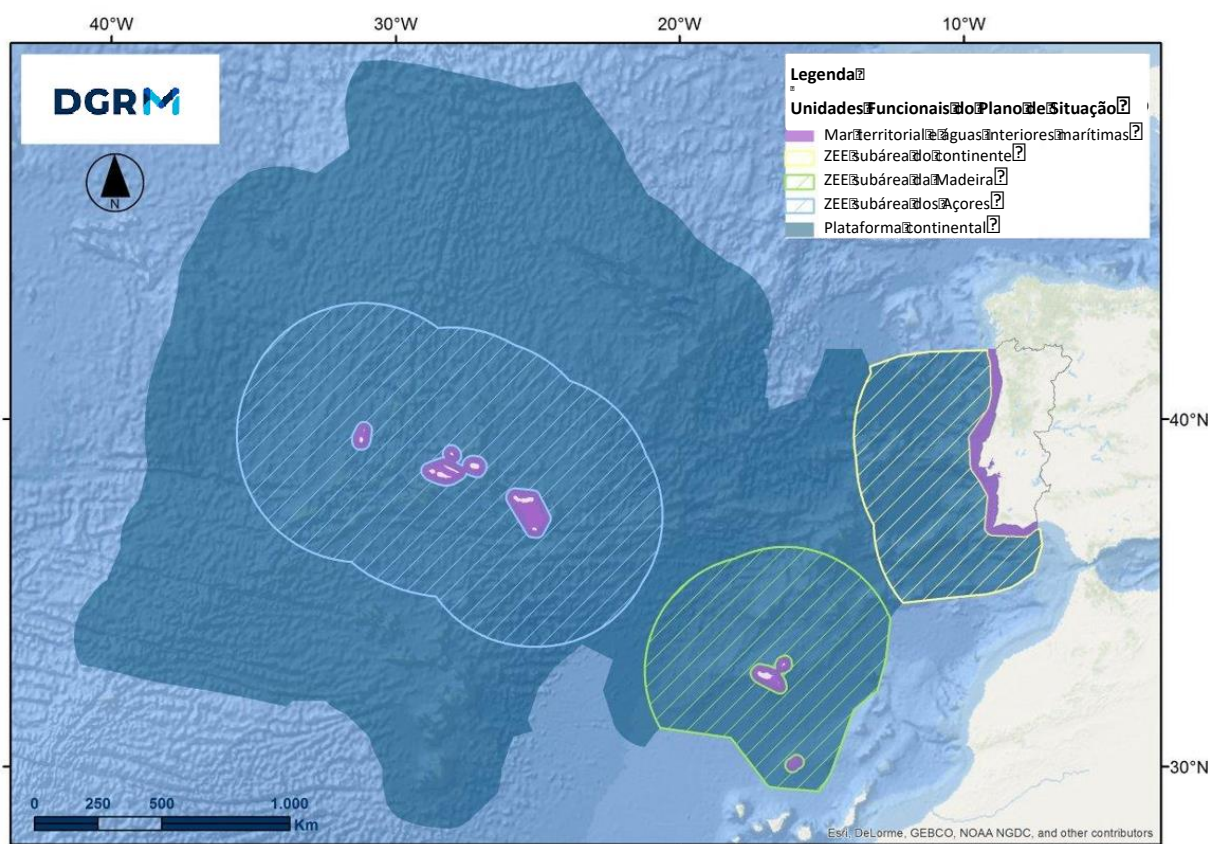 40°W 30°W 20°W 10°W
DGRM
N
Legenda
Unidades Funcionais do Plano de Situação
Mar territorial e águas interiores marítimas
ZEE subárea do continente
ZEE subárea da Madeira
ZEE subárea dos Açores
Plataforma continental
40°N
30°N
0 250 500 1.000
Km
Esri, DeLorme, GEBCO, NOAA NGDC, and other contributors